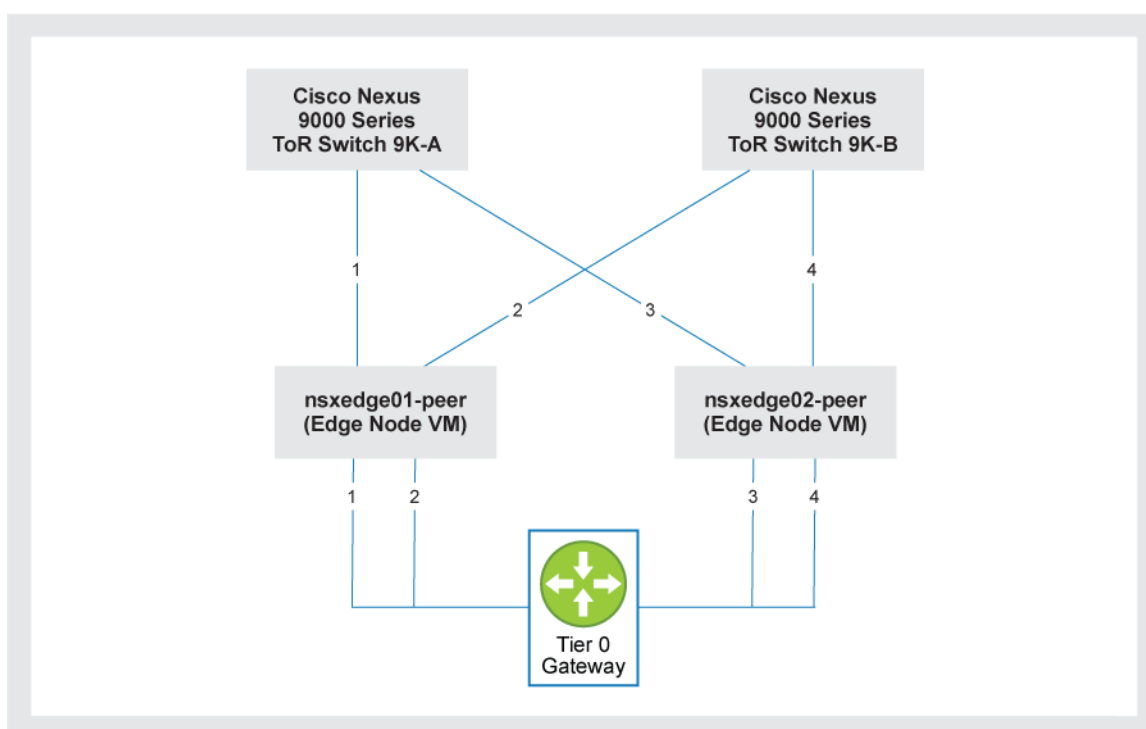 Cisco Nexus
9000 Series
ToR Switch 9K-A
Cisco Nexus
9000 Series
ToR Switch 9K-B
1
4
2
3
nsxedge01-peer
(Edge Node VM)
nsxedge02-peer
(Edge Node VM)
1
2
3
4
Tier 0
Gateway